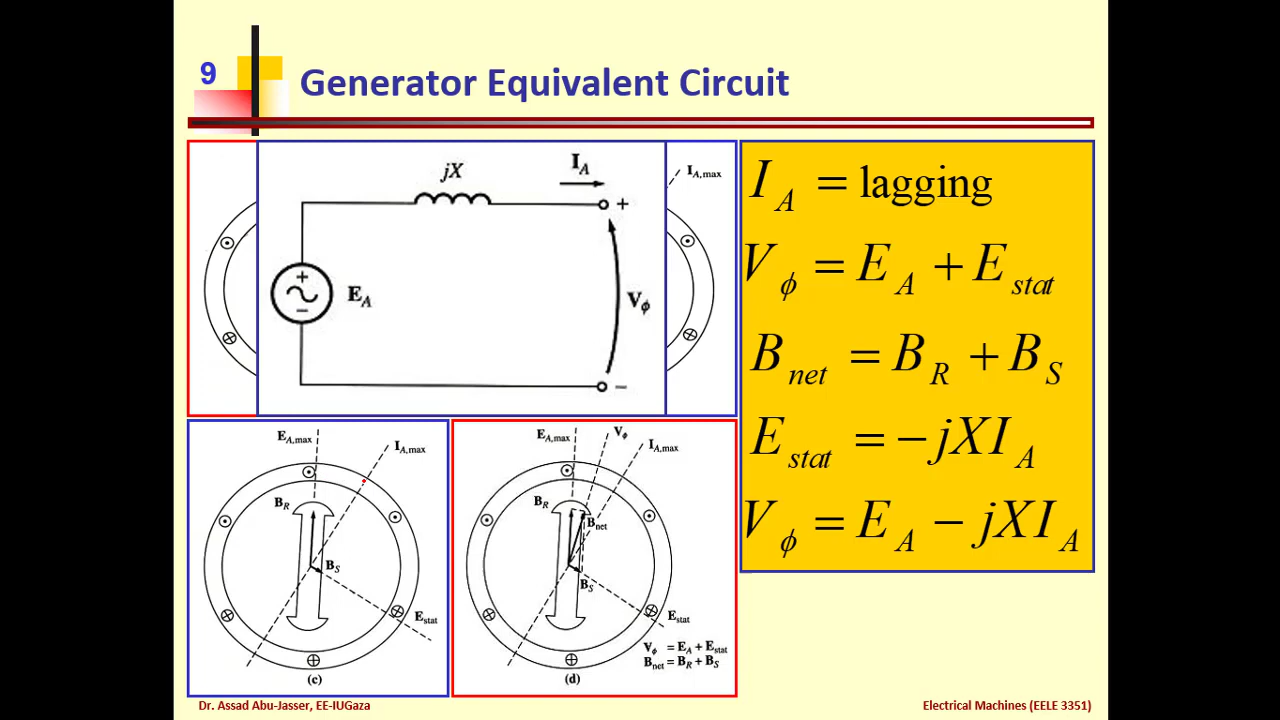 9
Generator Equivalent Circuit
jX
I_A
+
+
−
E_A
V_ϕ
−
I_A,max
I_A = lagging
V_ϕ = E_A + E_stat
B_net = B_R + B_S
E_stat = −jXI_A
V_ϕ = E_A − jXI_A
E_A,max
I_A,max
B_R
B_S
E_stat
(c)
E_A,max
V_ϕ
I_A,max
B_R
B_net
B_S
E_stat
V_ϕ = E_A + E_stat
B_net = B_R + B_S
(d)
Dr. Assad Abu-Jasser, EE-IUGaza
Electrical Machines (EELE 3351)